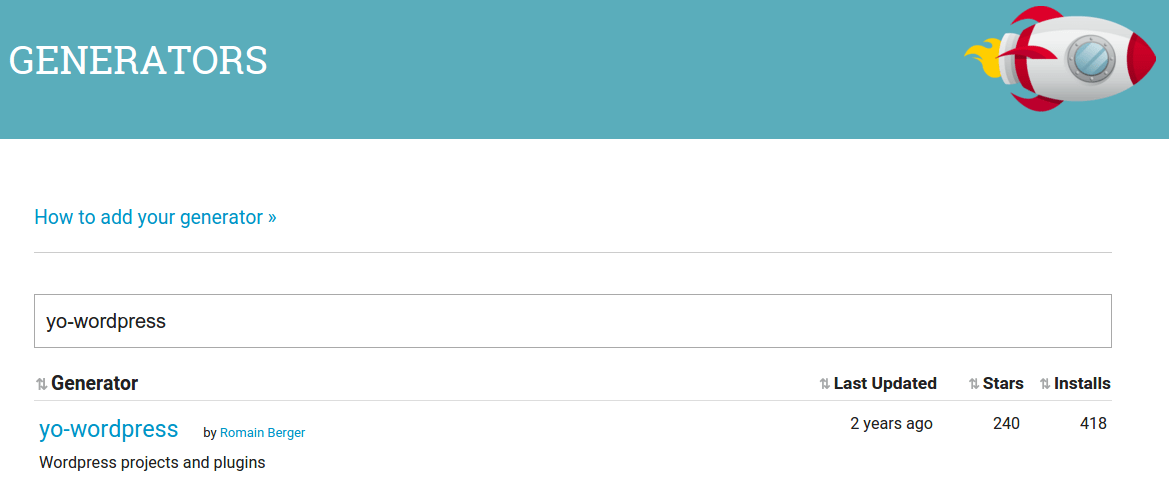 GENERATORS
How to add your generator »
yo-wordpress
⇅ Generator ⇅ Last Updated ⇅ Stars ⇅ Installs
yo-wordpress by Romain Berger 2 years ago 240 418
Wordpress projects and plugins